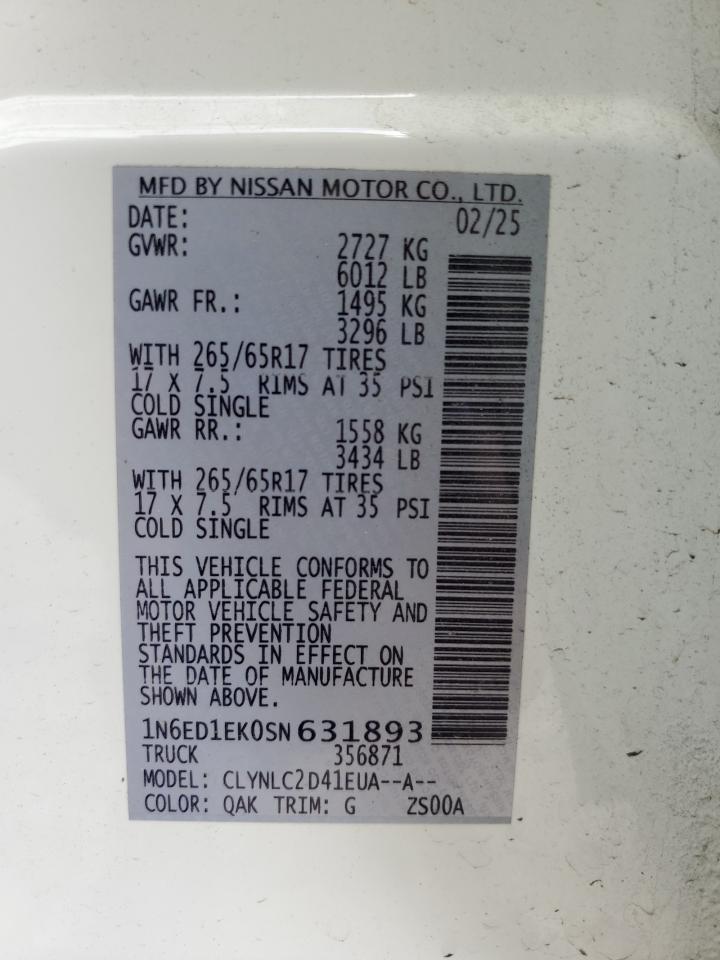 MFD BY NISSAN MOTOR CO., LTD.
DATE: 02/25
GVWR: 2727 KG
6012 LB
GAWR FR.: 1495 KG
3296 LB
WITH 265/65R17 TIRES
17 X 7.5 RIMS AT 35 PSI
COLD SINGLE
GAWR RR.: 1558 KG
3434 LB
WITH 265/65R17 TIRES
17 X 7.5 RIMS AT 35 PSI
COLD SINGLE
THIS VEHICLE CONFORMS TO
ALL APPLICABLE FEDERAL
MOTOR VEHICLE SAFETY AND
THEFT PREVENTION
STANDARDS IN EFFECT ON
THE DATE OF MANUFACTURE
SHOWN ABOVE.
1N6ED1EK0SN631893
TRUCK 356871
MODEL: CLYNLC2D41EUA--A--
COLOR: QAK TRIM: G ZS00A